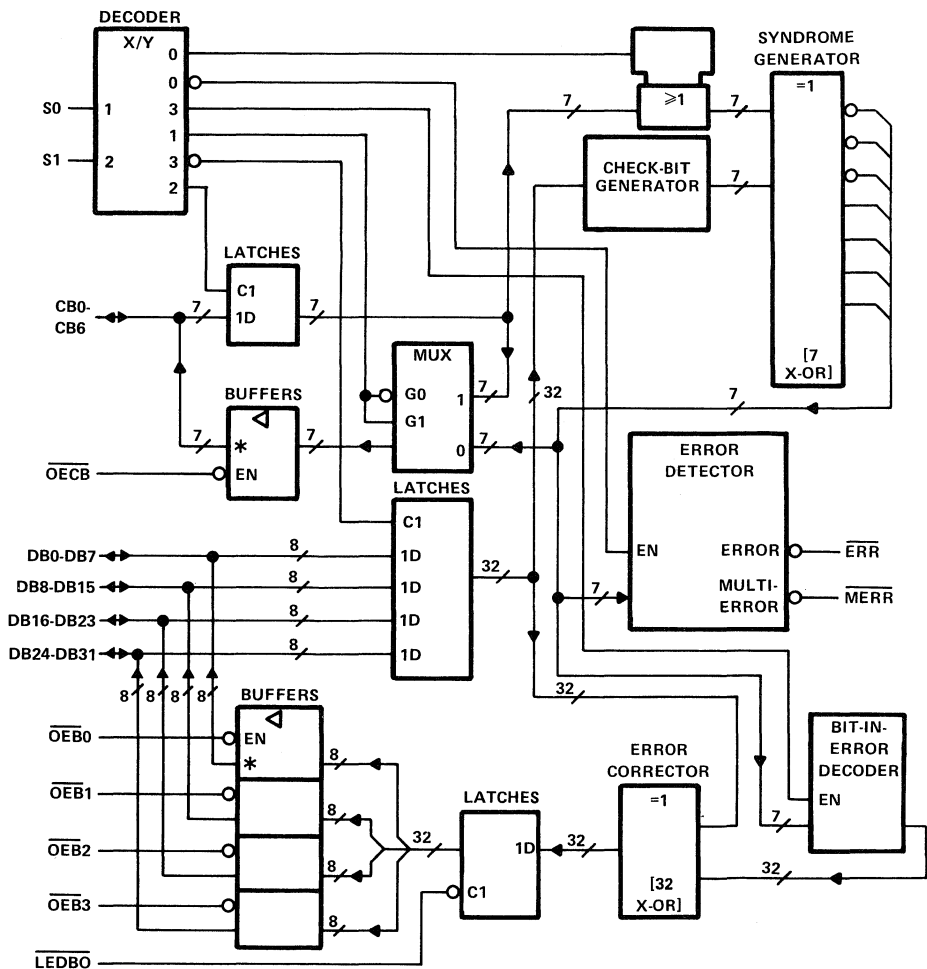 DECODER
X/Y
0
0
3
1
3
2
S0
1
S1
2
≥1
7
7
SYNDROME
GENERATOR
=1
[7
X-OR]
CHECK-BIT
GENERATOR
7
LATCHES
C1
1D
CB0-
CB6
7
7
MUX
G0
G1
1
0
7
7
32
7
BUFFERS
*
EN
7
7
OECB
ERROR
DETECTOR
EN
ERROR
MULTI-
ERROR
ERR
MERR
7
LATCHES
C1
1D
1D
1D
1D
DB0-DB7
8
DB8-DB15
8
DB16-DB23
8
DB24-DB31
8
32
8
8
8
8
32
BUFFERS
EN
*
OEB0
OEB1
OEB2
OEB3
8
8
8
8
32
LATCHES
1D
C1
32
ERROR
CORRECTOR
=1
[32
X-OR]
BIT-IN-
ERROR
DECODER
EN
7
32
LEDBO